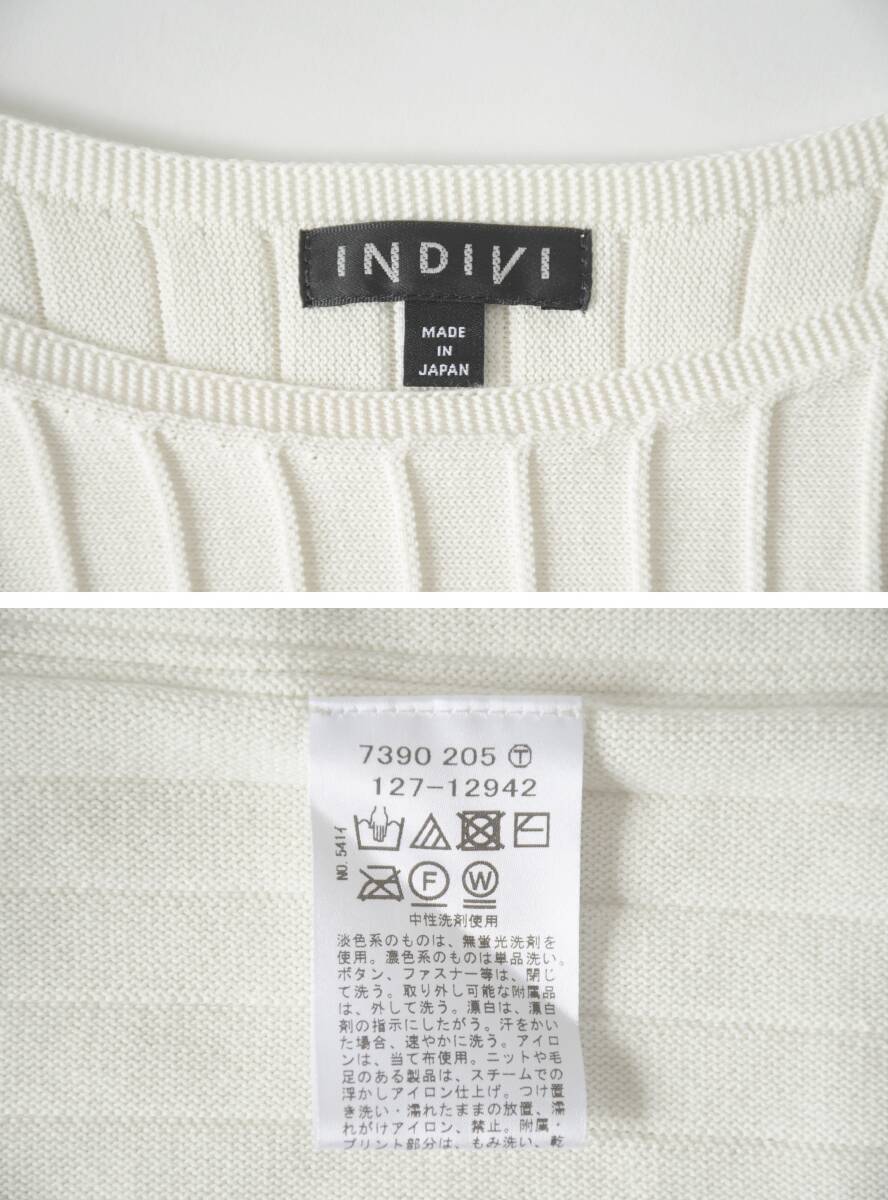 INDIVI
MADE
IN
JAPAN
7390 205 Ⓣ
127-12942
NO. 541イ
F W
中性洗剤使用
淡色系のものは、無蛍光洗剤を
使用。濃色系のものは単品洗い。
ボタン、ファスナー等は、閉じ
て洗う。取り外し可能な附属品
は、外して洗う。漂白は、漂白
剤の指示にしたがう。汗をかい
た場合、速やかに洗う。アイロ
ンは、当て布使用。ニットや毛
足のある製品は、スチームでの
浮かしアイロン仕上げ。つけ置
き洗い・濡れたままの放置、濡
れがけアイロン、禁止。附属・
プリント部分は、もみ洗い、乾